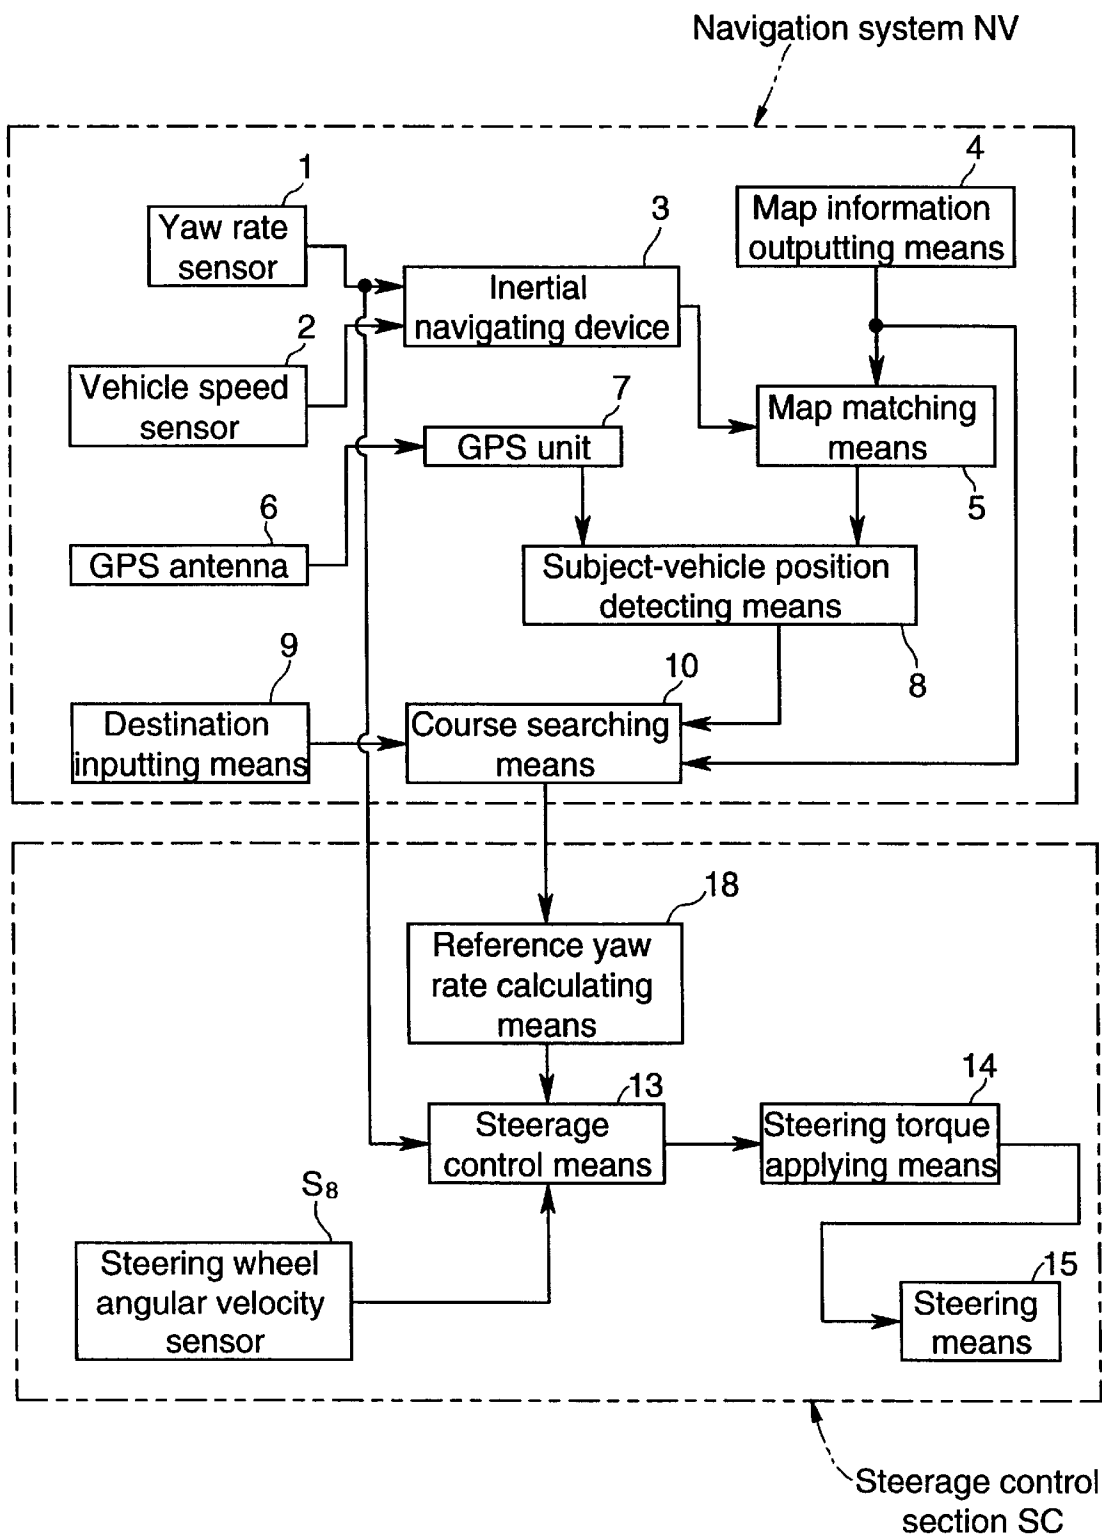 Navigation system NV
1
Yaw rate
sensor
2
Vehicle speed
sensor
3
Inertial
navigating device
4
Map information
outputting means
Map matching
means
5
6
GPS antenna
7
GPS unit
Subject-vehicle position
detecting means
8
9
Destination
inputting means
10
Course searching
means
18
Reference yaw
rate calculating
means
13
Steerage
control means
14
Steering torque
applying means
S8
Steering wheel
angular velocity
sensor
15
Steering
means
Steerage control
section SC